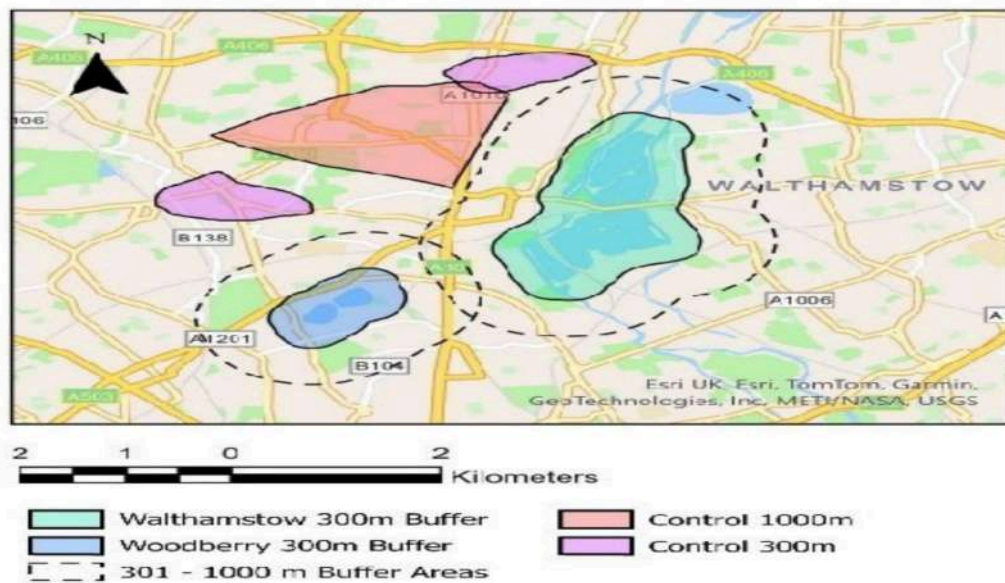 N
A406
A406
A406
A1010
106
WALTHAMSTOW
B138
A10
A1006
A1201
B104
A503
Esri UK, Esri, TomTom, Garmin,
GeoTechnologies, Inc, METI/NASA, USGS
2 1 0 2
Kilometers
Walthamstow 300m Buffer
Control 1000m
Woodberry 300m Buffer
Control 300m
301 - 1000 m Buffer Areas